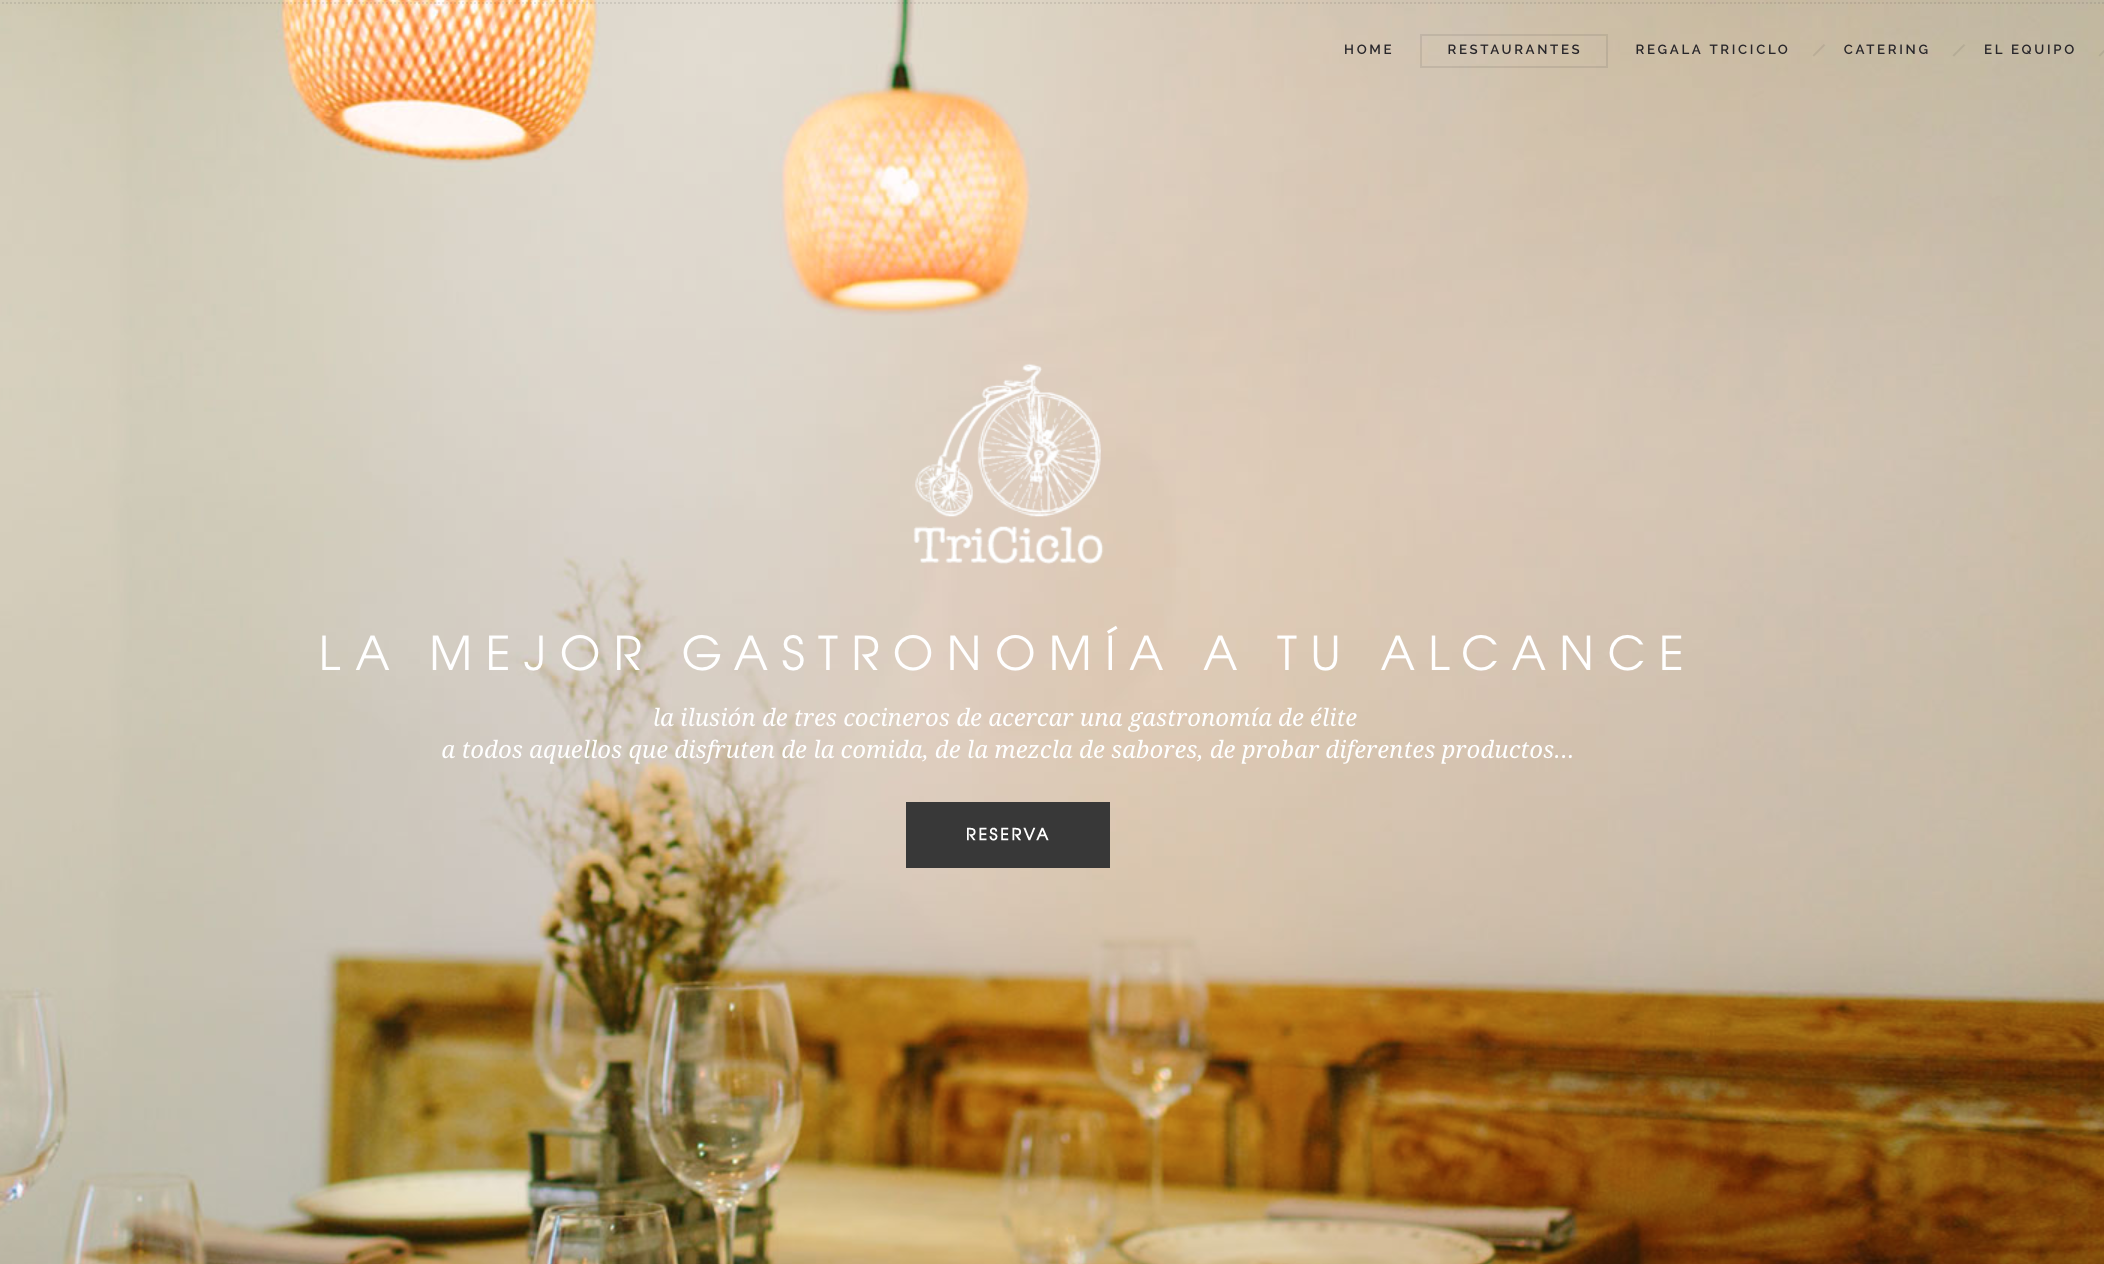 HOME RESTAURANTES REGALA TRICICLO CATERING EL EQUIPO
TriCiclo
LA MEJOR GASTRONOMÍA A TU ALCANCE
la ilusión de tres cocineros de acercar una gastronomía de élite
a todos aquellos que disfruten de la comida, de la mezcla de sabores, de probar diferentes productos...
RESERVA